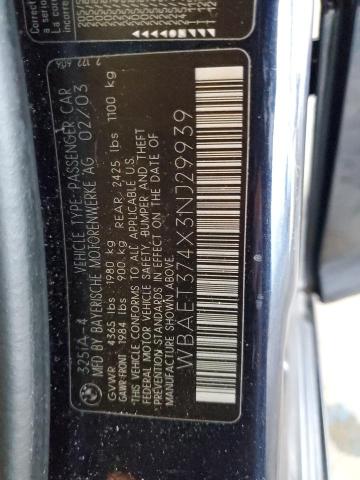 325IA-4 VEHICLE TYPE-PASSENGER CAR
MFD BY BAYERISCHE MOTORENWERKE AG 02/03
GVWR 4365 lbs 1980 kg
GAWR-FRONT 1984 lbs 900 kg REAR 2425 lbs 1100 kg
THIS VEHICLE CONFORMS TO ALL APPLICABLE
FEDERAL MOTOR VEHICLE SAFETY, BUMPER AND THEFT
PREVENTION STANDARDS IN EFFECT ON THE DATE OF
MANUFACTURE SHOWN ABOVE
WBAET374X3NJ29939